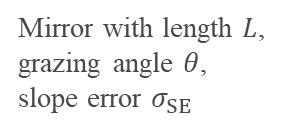 Mirror with length L,
grazing angle θ,
slope error σSE